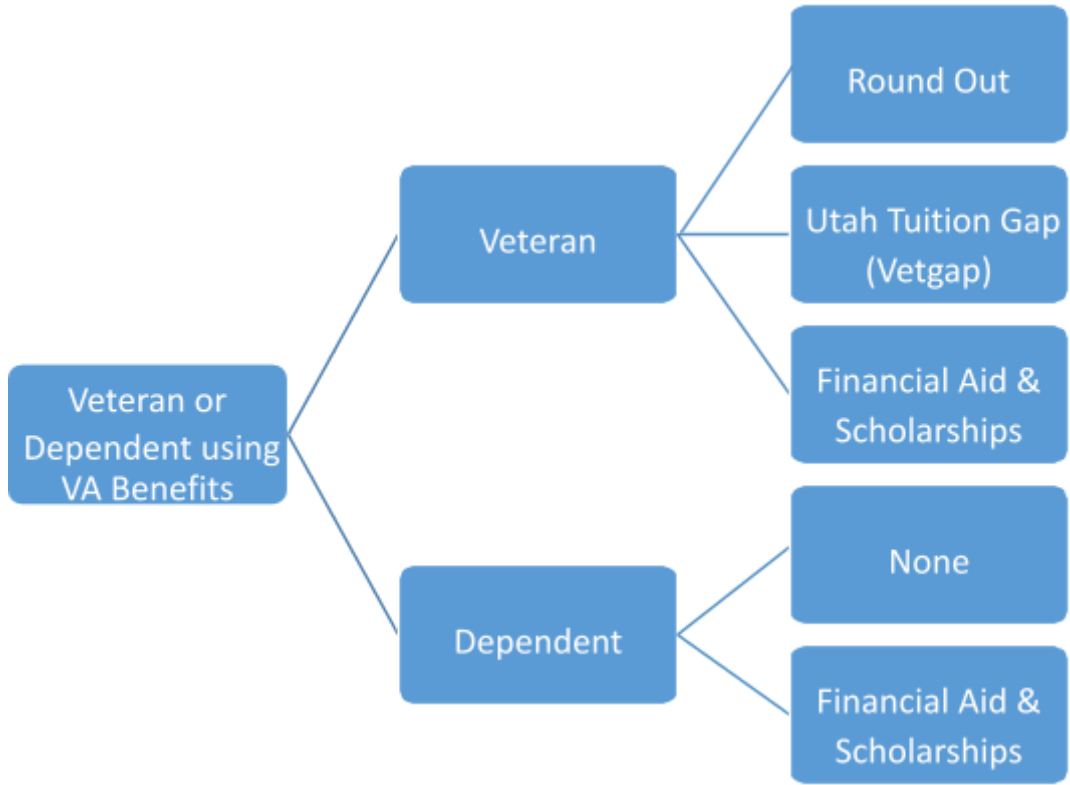 Round Out
Veteran
Utah Tuition Gap
(Vetgap)
Financial Aid &
Scholarships
Veteran or
Dependent using
VA Benefits
None
Dependent
Financial Aid &
Scholarships